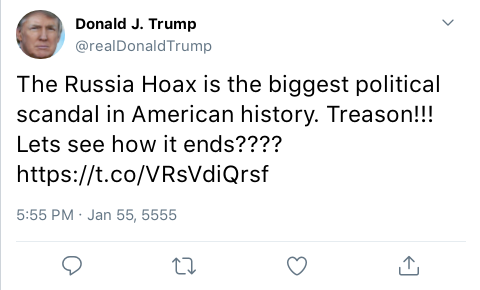 Donald J. Trump
@realDonaldTrump
The Russia Hoax is the biggest political
scandal in American history. Treason!!!
Lets see how it ends????
https://t.co/VRsVdiQrsf
5:55 PM · Jan 55, 5555